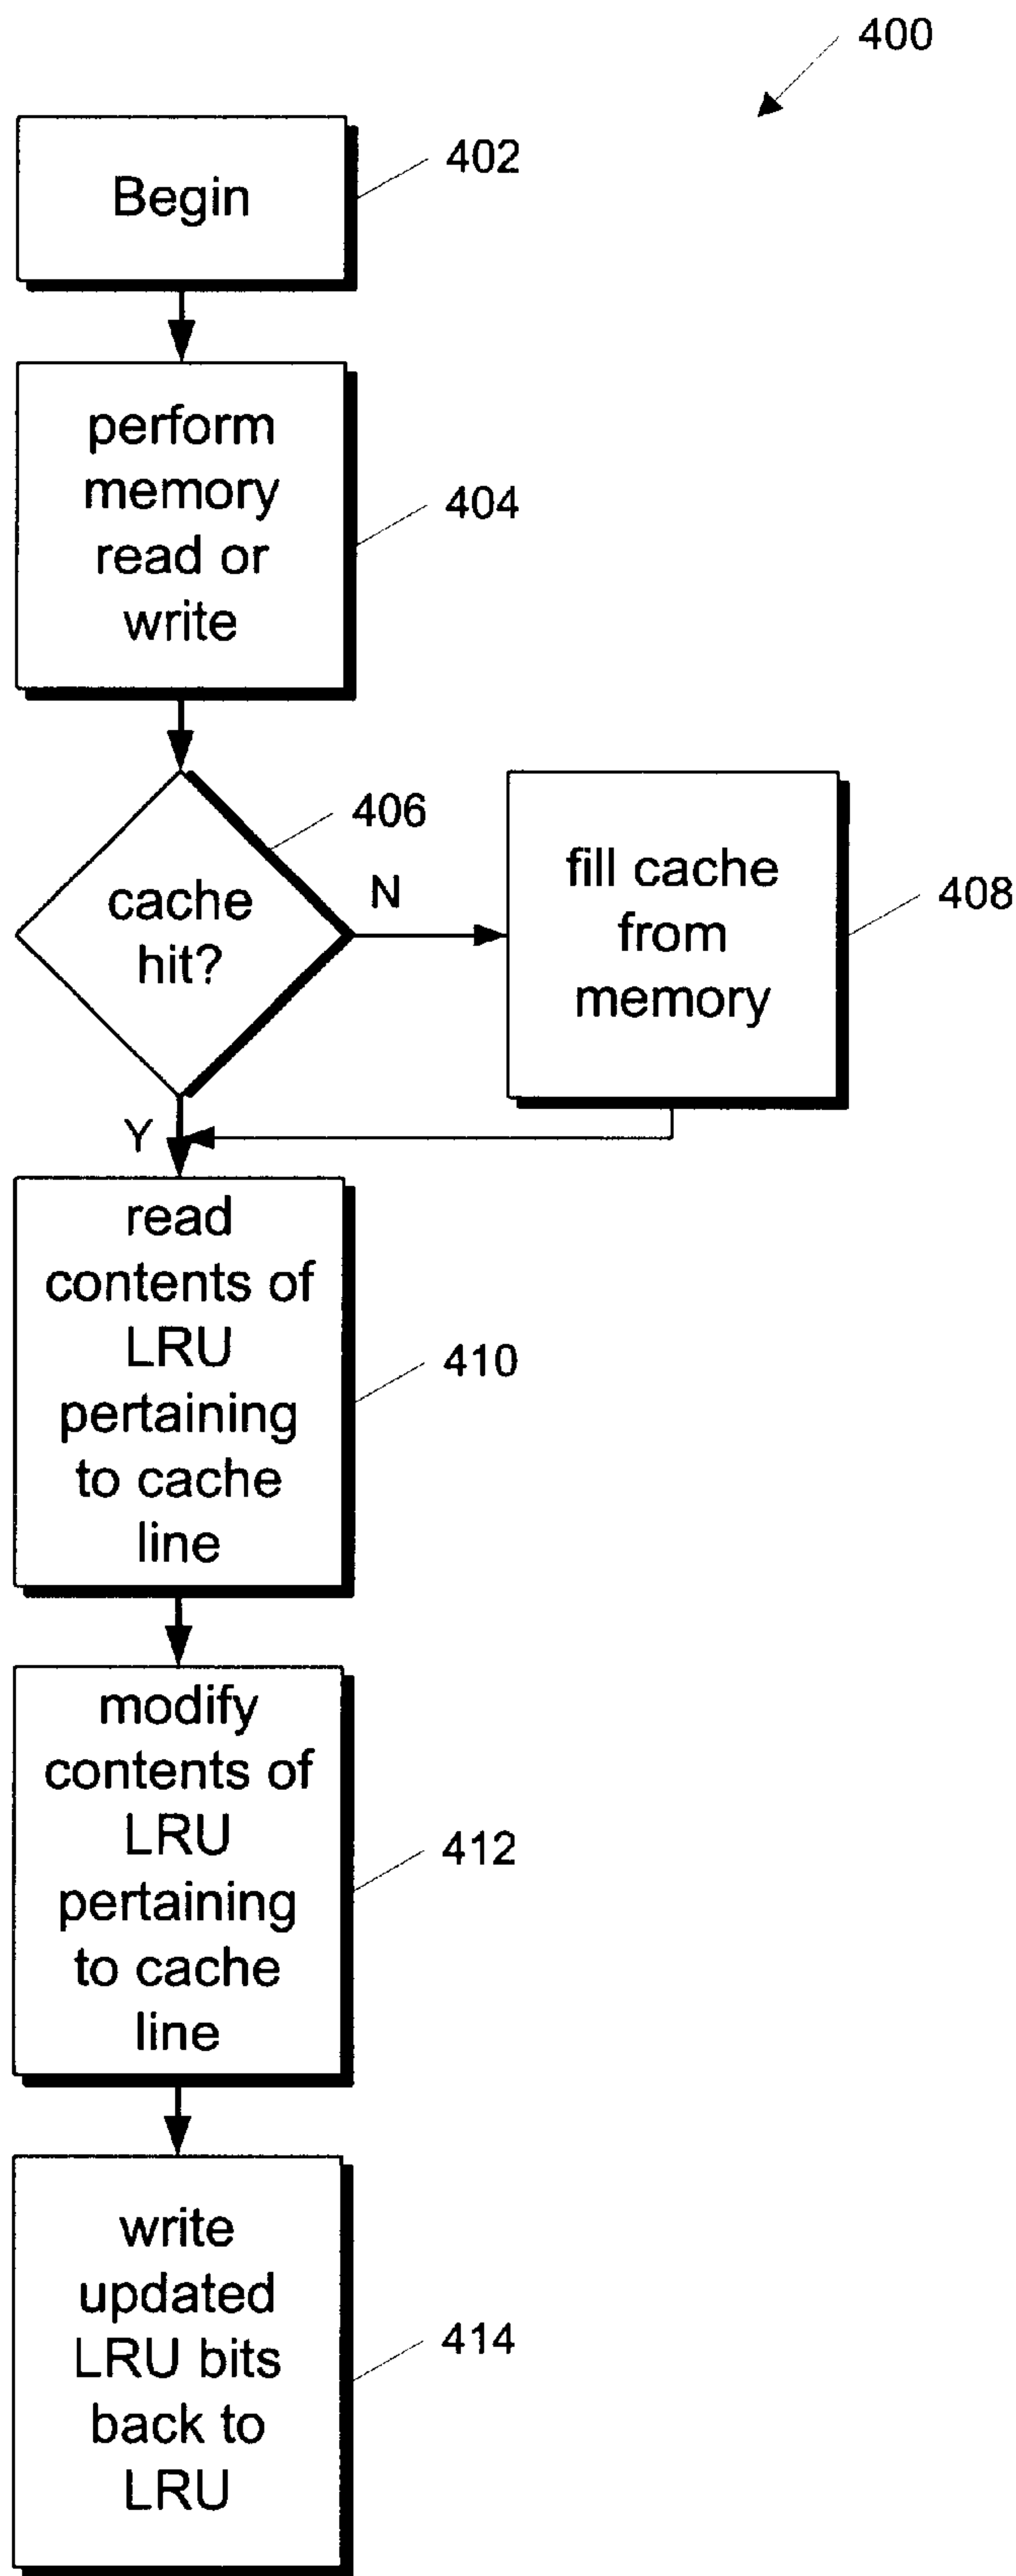 400
Begin
402
perform
memory
read or
write
404
cache
hit?
406
N
fill cache
from
memory
408
Y
read
contents of
LRU
pertaining
to cache
line
410
modify
contents of
LRU
pertaining
to cache
line
412
write
updated
LRU bits
back to
LRU
414